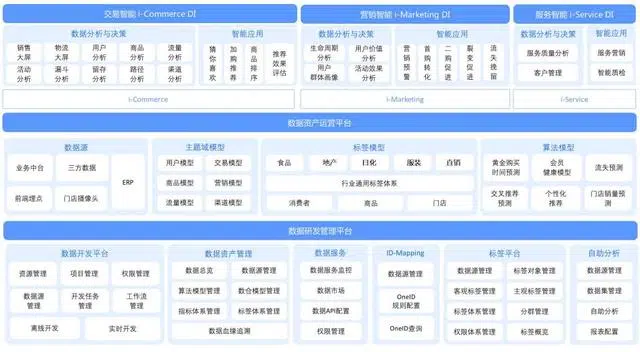 交易智能 i-Commerce DI
数据分析与决策
销售大屏
物流大屏
用户分析
商品分析
流量分析
活动分析
漏斗分析
留存分析
路径分析
渠道分析
智能应用
猜你喜欢
加购推荐
商品排序
推荐效果评估
i-Commerce
营销智能 i-Marketing DI
数据分析与决策
生命周期分析
用户价值分析
用户群体画像
活动效果分析
智能应用
营销预警
首购转化
二购促进
裂变促进
流失挽留
i-Marketing
服务智能 i-Service DI
数据分析与决策
服务质量分析
客户管理
智能应用
服务营销
智能质检
i-Service
数据资产运营平台
数据源
业务中台
三方数据
前端埋点
门店摄像头
ERP
主题域模型
用户模型
交易模型
商品模型
营销模型
流量模型
渠道模型
标签模型
食品
地产
日化
服装
直销
行业通用标签体系
消费者
商品
门店
算法模型
黄金购买时间预测
会员健康模型
流失预测
交叉推荐预测
个性化推荐
门店销量预测
数据研发管理平台
数据开发平台
资源管理
项目管理
权限管理
数据源管理
开发任务管理
工作流管理
离线开发
实时开发
数据资产管理
数据总览
数据源管理
算法模型管理
数仓模型管理
指标体系管理
标签体系管理
数据血缘追溯
数据服务
数据服务监控
数据市场
数据API配置
权限管理
ID-Mapping
数据源管理
OneID规则配置
OneID查询
标签平台
数据源管理
标签对象管理
客观标签管理
主观标签管理
标签体系管理
分群管理
权限体系管理
标签概览
自助分析
数据源管理
数据集管理
自助分析
报表配置